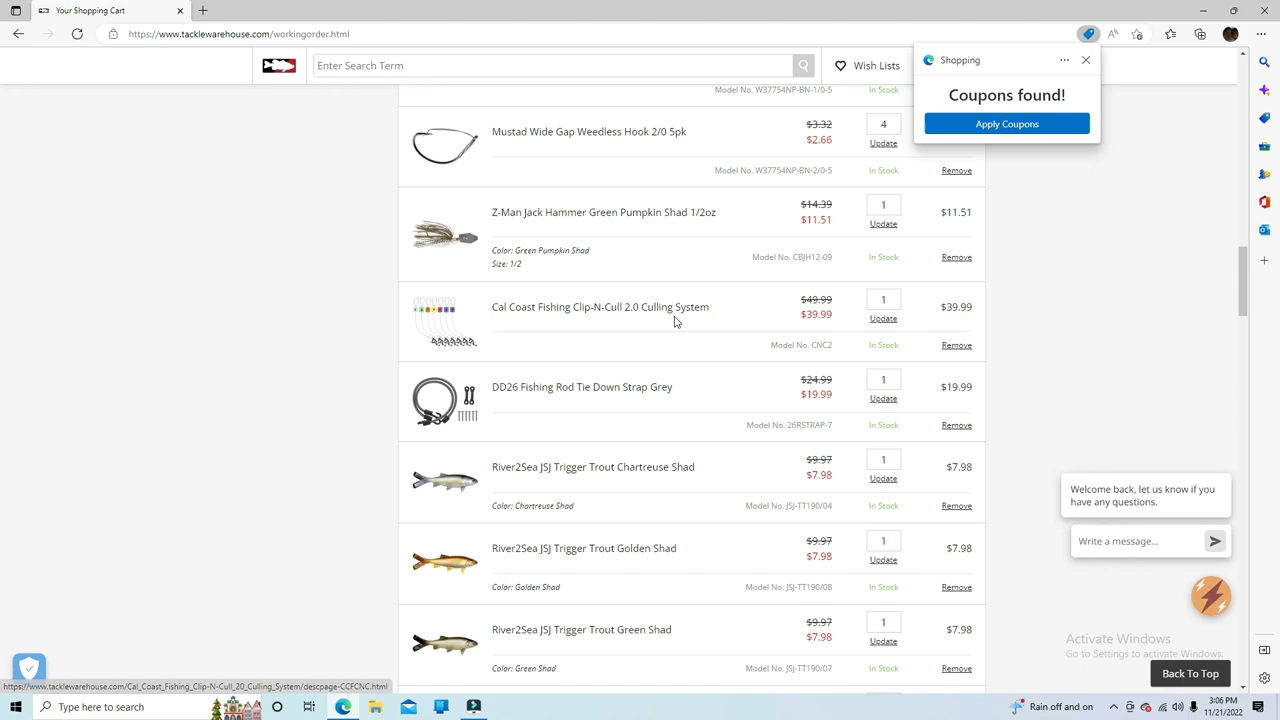 Your Shopping Cart
https://www.tacklewarehouse.com/workingorder.html
Enter Search Term
Wish Lists
Shopping
Coupons found!
Apply Coupons
Model No. W37754NP-BN-1/0-5
In Stock
Mustad Wide Gap Weedless Hook 2/0 5pk
$3.32
$2.66
4
Update
Model No. W37754NP-BN-2/0-5
In Stock
Remove
Z-Man Jack Hammer Green Pumpkin Shad 1/2oz
$14.39
$11.51
1
Update
$11.51
Color: Green Pumpkin Shad
Size: 1/2
Model No. CBJH12-09
In Stock
Remove
Cal Coast Fishing Clip-N-Cull 2.0 Culling System
$49.99
$39.99
1
Update
$39.99
Model No. CNC2
In Stock
Remove
DD26 Fishing Rod Tie Down Strap Grey
$24.99
$19.99
1
Update
$19.99
Model No. 26RSTRAP-7
In Stock
Remove
River2Sea JSJ Trigger Trout Chartreuse Shad
$9.97
$7.98
1
Update
$7.98
Color: Chartreuse Shad
Model No. JSJ-TT190/04
In Stock
Remove
River2Sea JSJ Trigger Trout Golden Shad
$9.97
$7.98
1
Update
$7.98
Color: Golden Shad
Model No. JSJ-TT190/08
In Stock
Remove
River2Sea JSJ Trigger Trout Green Shad
$9.97
$7.98
1
Update
$7.98
Color: Green Shad
Model No. JSJ-TT190/07
In Stock
Remove
Welcome back, let us know if you
have any questions.
Write a message...
Activate Windows
Go to Settings to activate Windows.
Back To Top
https://www.tacklewarehouse.com/Cal_Coast_Fishing_Clip-N-Cull_20_Culling_System/descpage-CCFCNC.html
Type here to search
Rain off and on
3:06 PM
11/21/2022